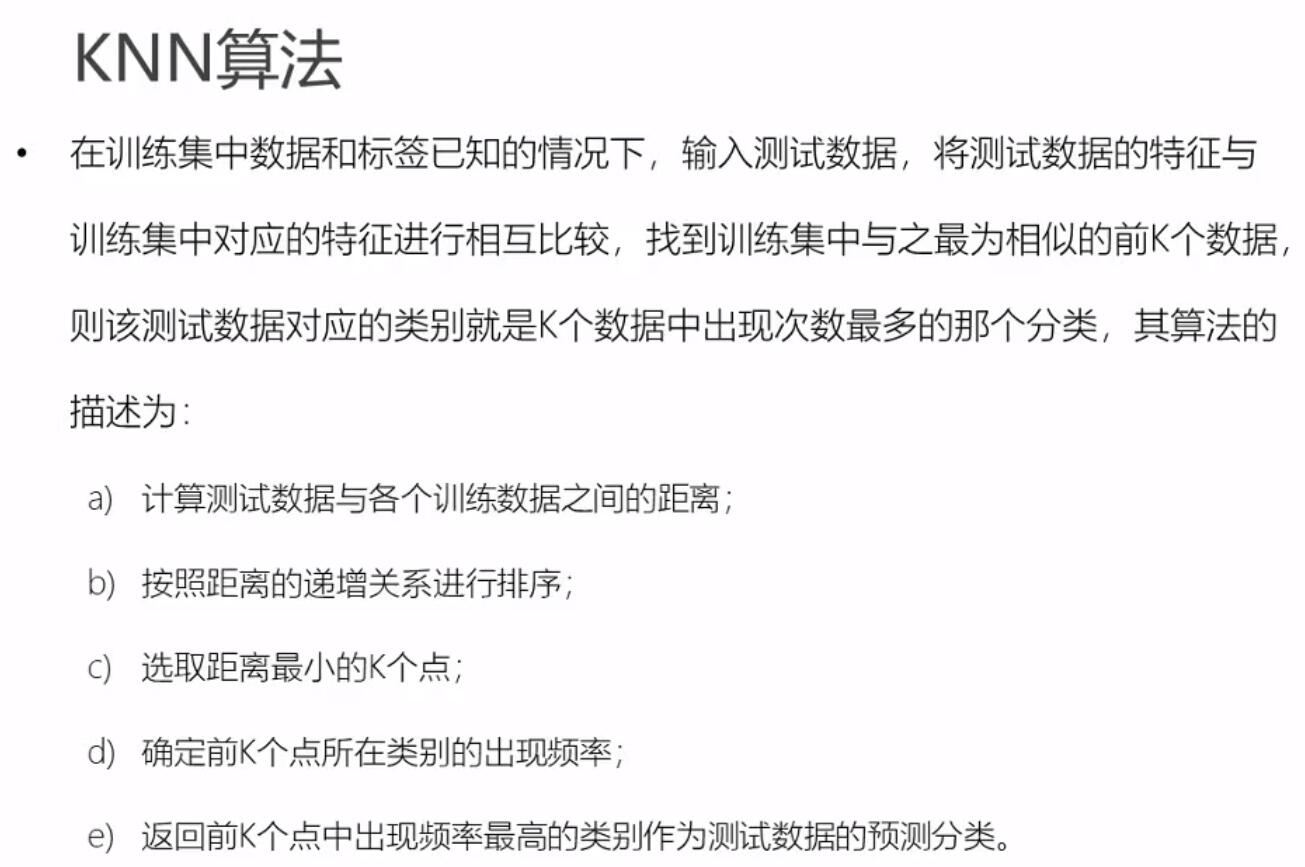 KNN算法
• 在训练集中数据和标签已知的情况下，输入测试数据，将测试数据的特征与
训练集中对应的特征进行相互比较，找到训练集中与之最为相似的前K个数据，
则该测试数据对应的类别就是K个数据中出现次数最多的那个分类，其算法的
描述为：
a) 计算测试数据与各个训练数据之间的距离；
b) 按照距离的递增关系进行排序；
c) 选取距离最小的K个点；
d) 确定前K个点所在类别的出现频率；
e) 返回前K个点中出现频率最高的类别作为测试数据的预测分类。